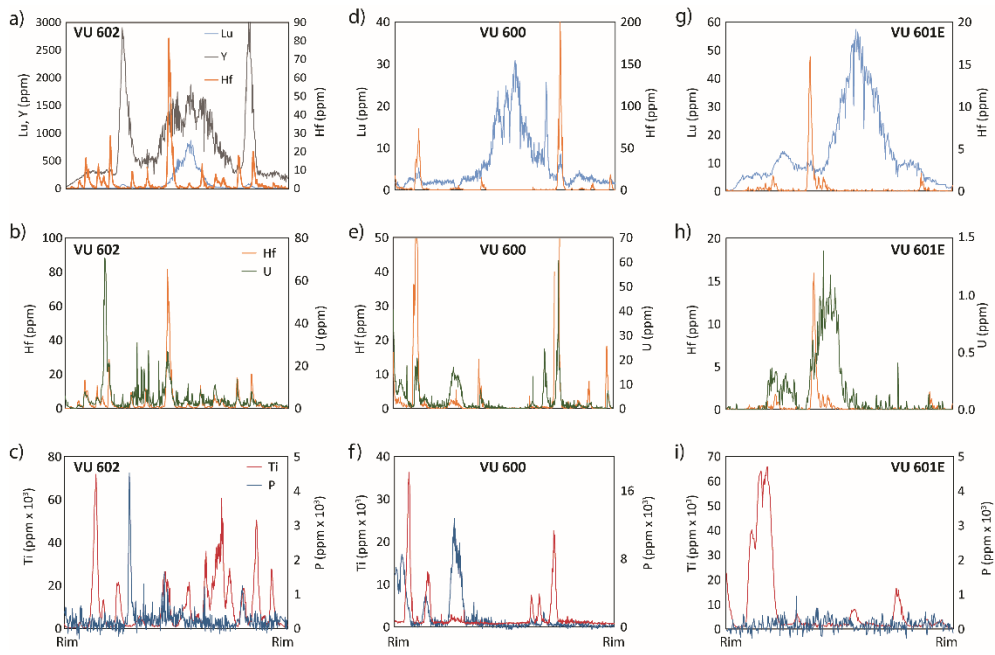 a)
VU 602
Lu
Y
Hf
Lu, Y (ppm)
3000
2500
2000
1500
1000
500
0
90
80
70
60
50
40
30
20
10
0
Hf (ppm)
d)
VU 600
Lu (ppm)
40
30
20
10
0
200
150
100
50
0
Hf (ppm)
g)
VU 601E
Lu (ppm)
60
50
40
30
20
10
0
20
15
10
5
0
Hf (ppm)
b)
VU 602
Hf
U
Hf (ppm)
100
80
60
40
20
0
80
60
40
20
0
U (ppm)
e)
VU 600
Hf (ppm)
50
40
30
20
10
0
70
60
50
40
30
20
10
0
U (ppm)
h)
VU 601E
Hf (ppm)
20
15
10
5
0
1.5
1.0
0.5
0.0
U (ppm)
c)
VU 602
Ti
P
Ti (ppm x 10³)
80
60
40
20
0
5
4
3
2
1
0
P (ppm x 10³)
Rim
Rim
f)
VU 600
Ti (ppm x 10³)
40
30
20
10
0
16
8
0
P (ppm x 10³)
Rim
Rim
i)
VU 601E
Ti (ppm x 10³)
70
60
50
40
30
20
10
0
5
4
3
2
1
0
P (ppm x 10³)
Rim
Rim